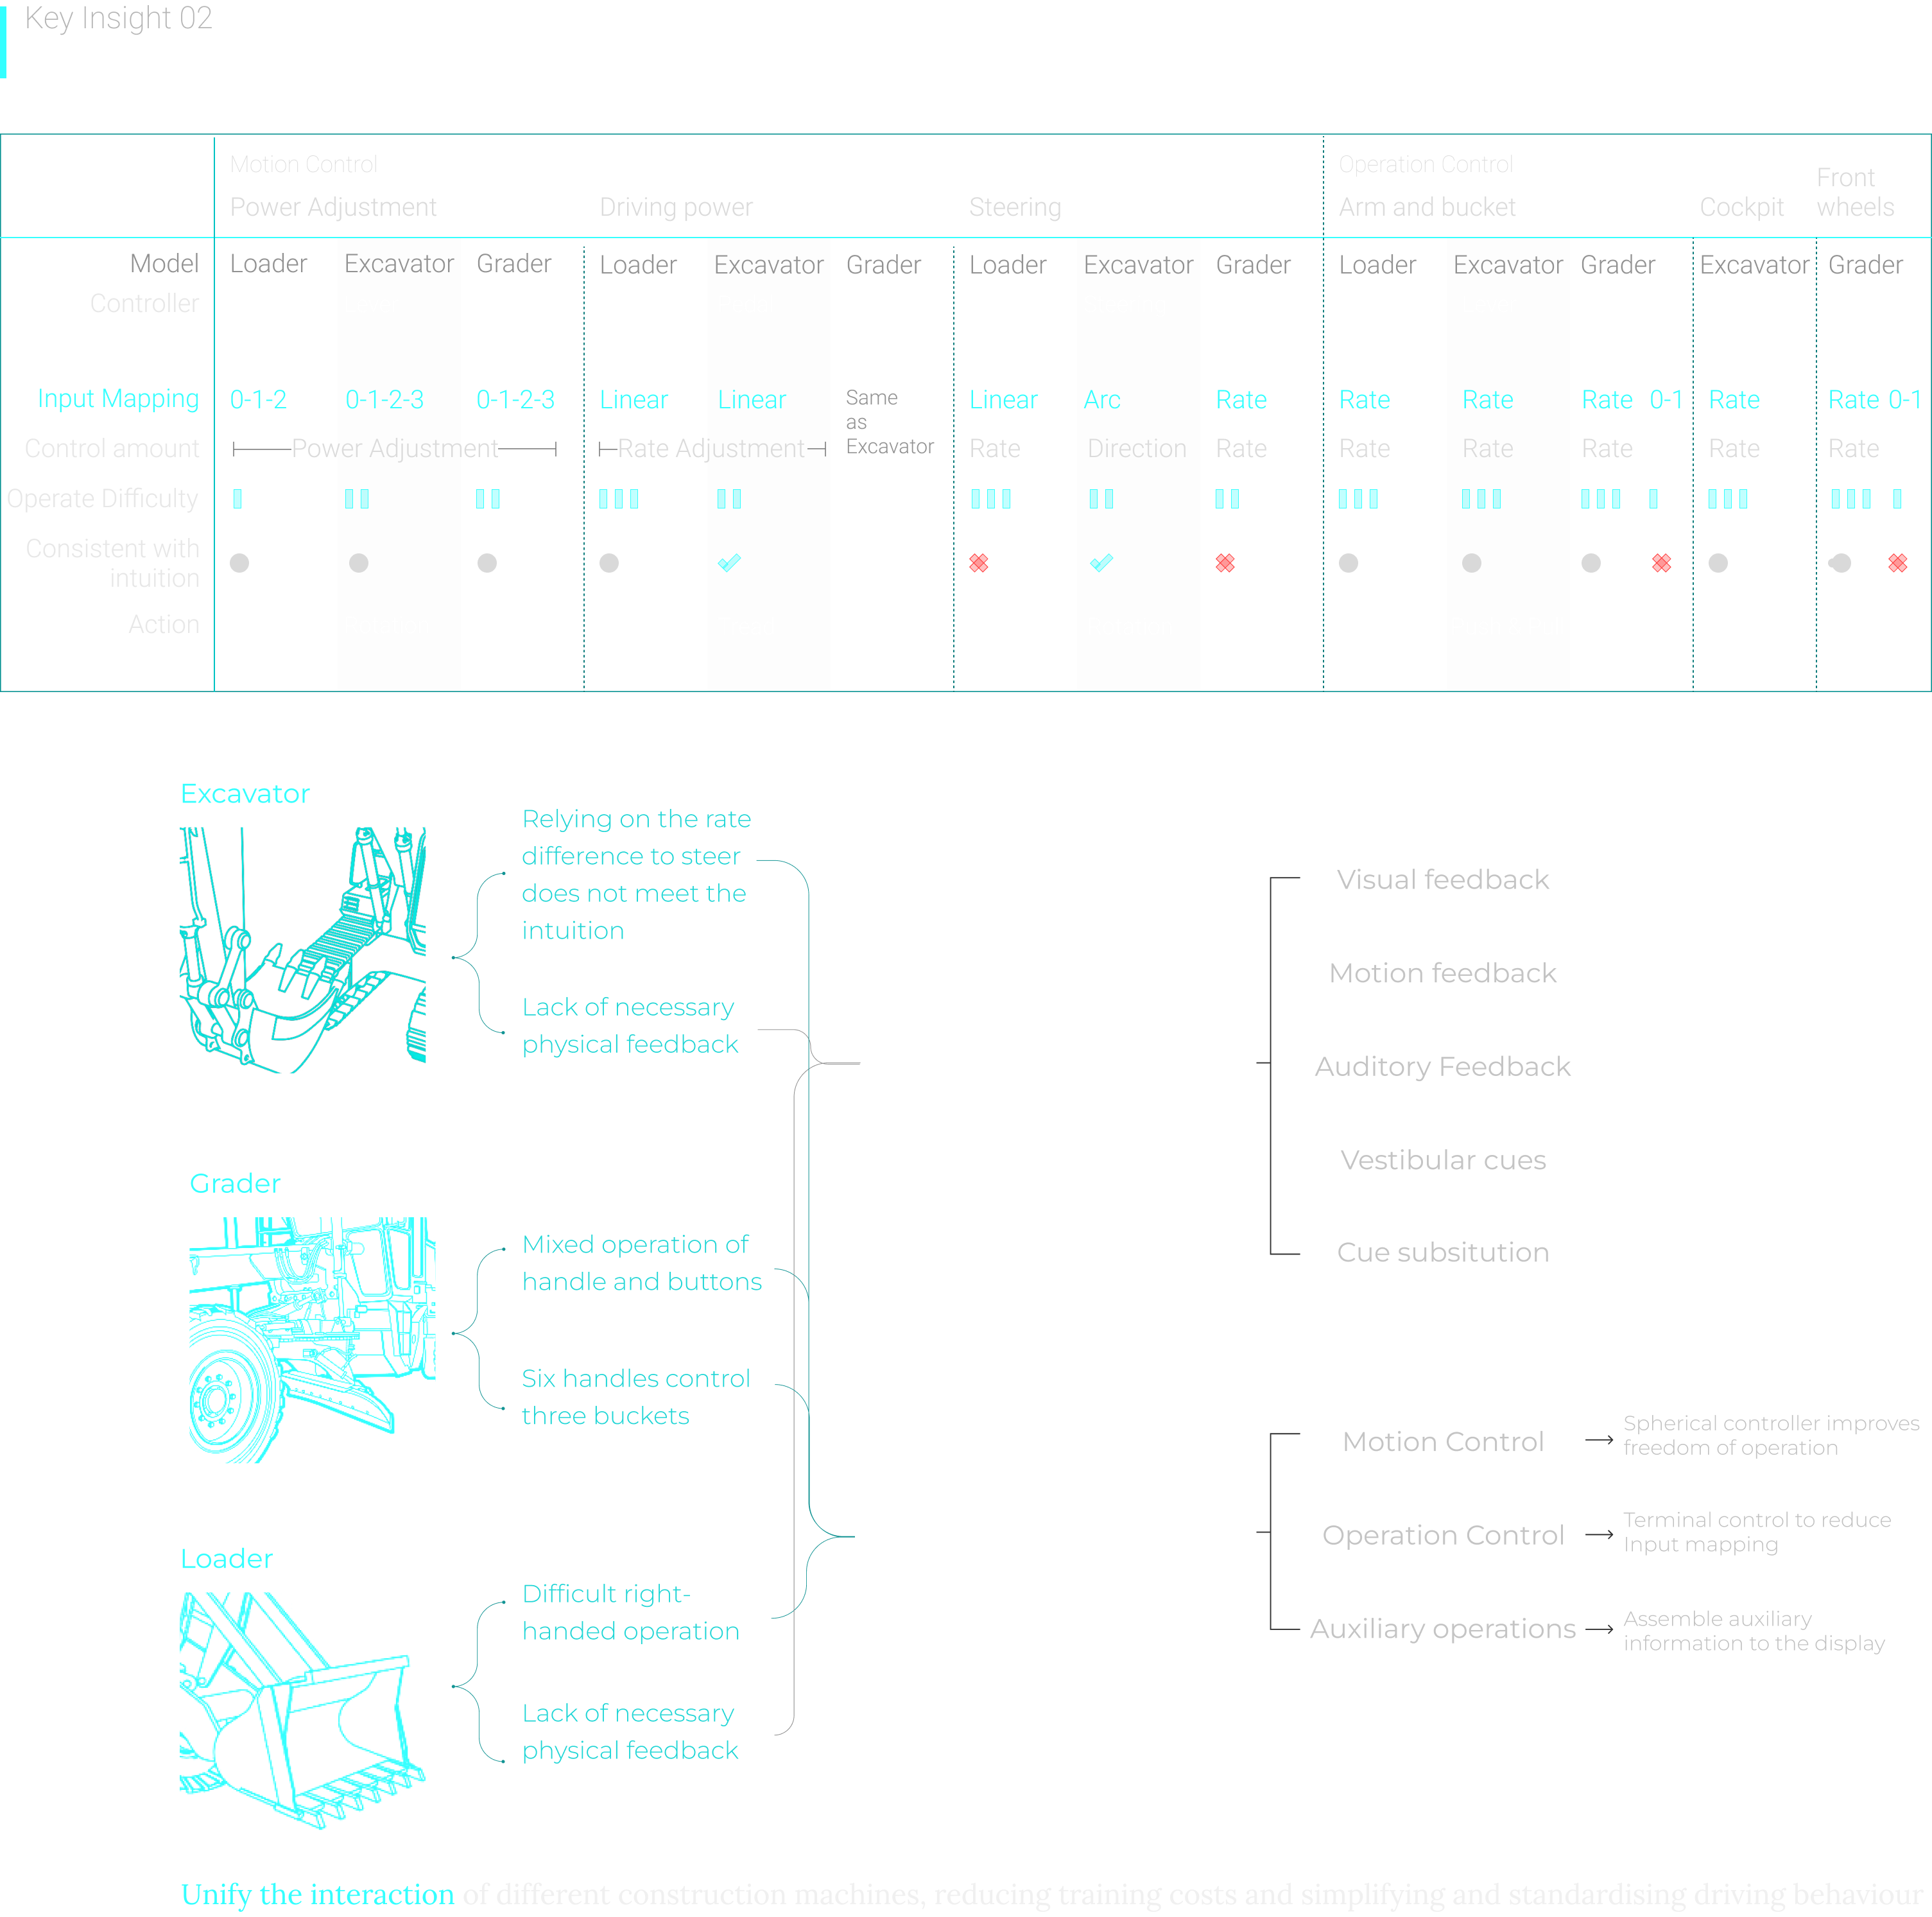 Key Insight 02
Motion Control
Operation Control
Power Adjustment
Driving power
Steering
Arm and bucket
Cockpit
Front
wheels
Model Loader Excavator Grader Loader Excavator Grader Loader Excavator Grader Loader Excavator Grader Excavator Grader
Controller
Input Mapping 0-1-2 0-1-2-3 0-1-2-3 Linear Linear Same as Excavator Linear Arc Rate Rate Rate Rate 0-1 Rate Rate 0-1
Control amount Power Adjustment Rate Adjustment Rate Direction Rate Rate Rate Rate Rate Rate
Operate Difficulty
Consistent with
intuition
Action
Excavator
Relying on the rate
difference to steer
does not meet the
intuition
Lack of necessary
physical feedback
Grader
Mixed operation of
handle and buttons
Six handles control
three buckets
Loader
Difficult right-
handed operation
Lack of necessary
physical feedback
Visual feedback
Motion feedback
Auditory Feedback
Vestibular cues
Cue subsitution
Motion Control
Spherical controller improves
freedom of operation
Operation Control
Terminal control to reduce
Input mapping
Auxiliary operations
Assemble auxiliary
information to the display
Unify the interaction of different construction machines, reducing training costs and simplifying and standardising driving behaviour